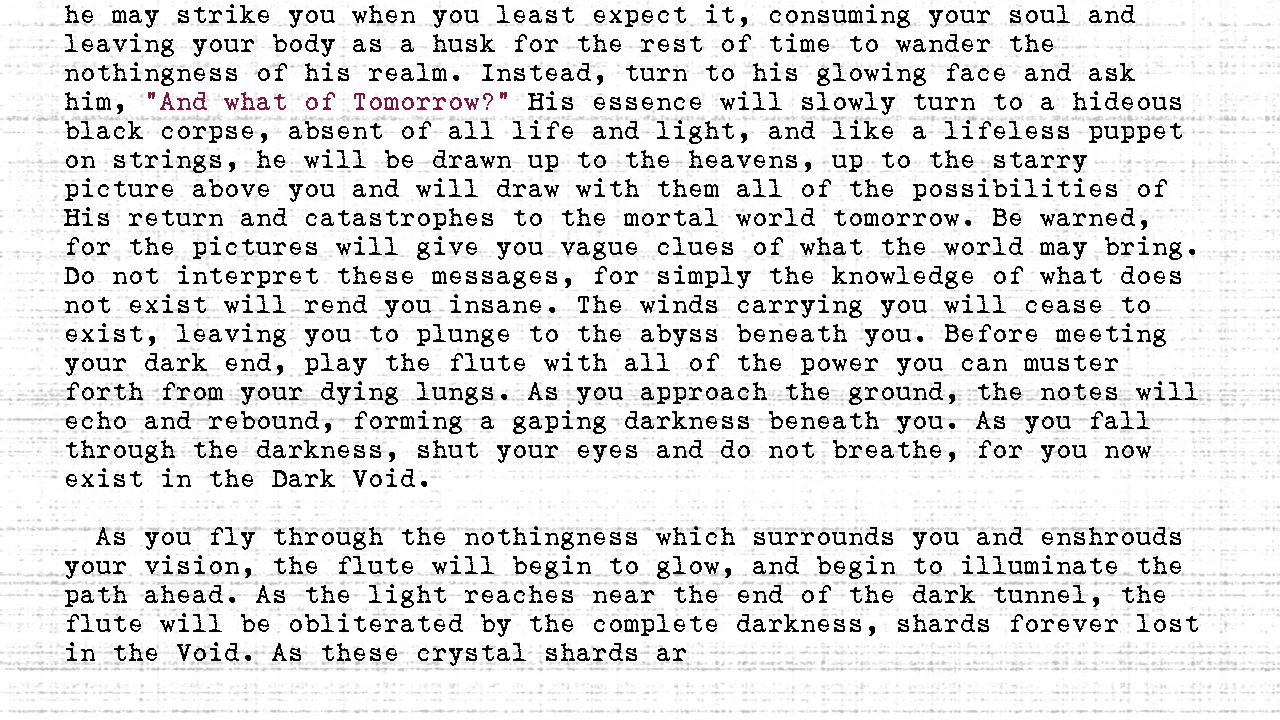 he may strike you when you least expect it, consuming your soul and
leaving your body as a husk for the rest of time to wander the
nothingness of his realm. Instead, turn to his glowing face and ask
him, "And what of Tomorrow?" His essence will slowly turn to a hideous
black corpse, absent of all life and light, and like a lifeless puppet
on strings, he will be drawn up to the heavens, up to the starry
picture above you and will draw with them all of the possibilities of
His return and catastrophes to the mortal world tomorrow. Be warned,
for the pictures will give you vague clues of what the world may bring.
Do not interpret these messages, for simply the knowledge of what does
not exist will rend you insane. The winds carrying you will cease to
exist, leaving you to plunge to the abyss beneath you. Before meeting
your dark end, play the flute with all of the power you can muster
forth from your dying lungs. As you approach the ground, the notes will
echo and rebound, forming a gaping darkness beneath you. As you fall
through the darkness, shut your eyes and do not breathe, for you now
exist in the Dark Void.
As you fly through the nothingness which surrounds you and enshrouds
your vision, the flute will begin to glow, and begin to illuminate the
path ahead. As the light reaches near the end of the dark tunnel, the
flute will be obliterated by the complete darkness, shards forever lost
in the Void. As these crystal shards ar